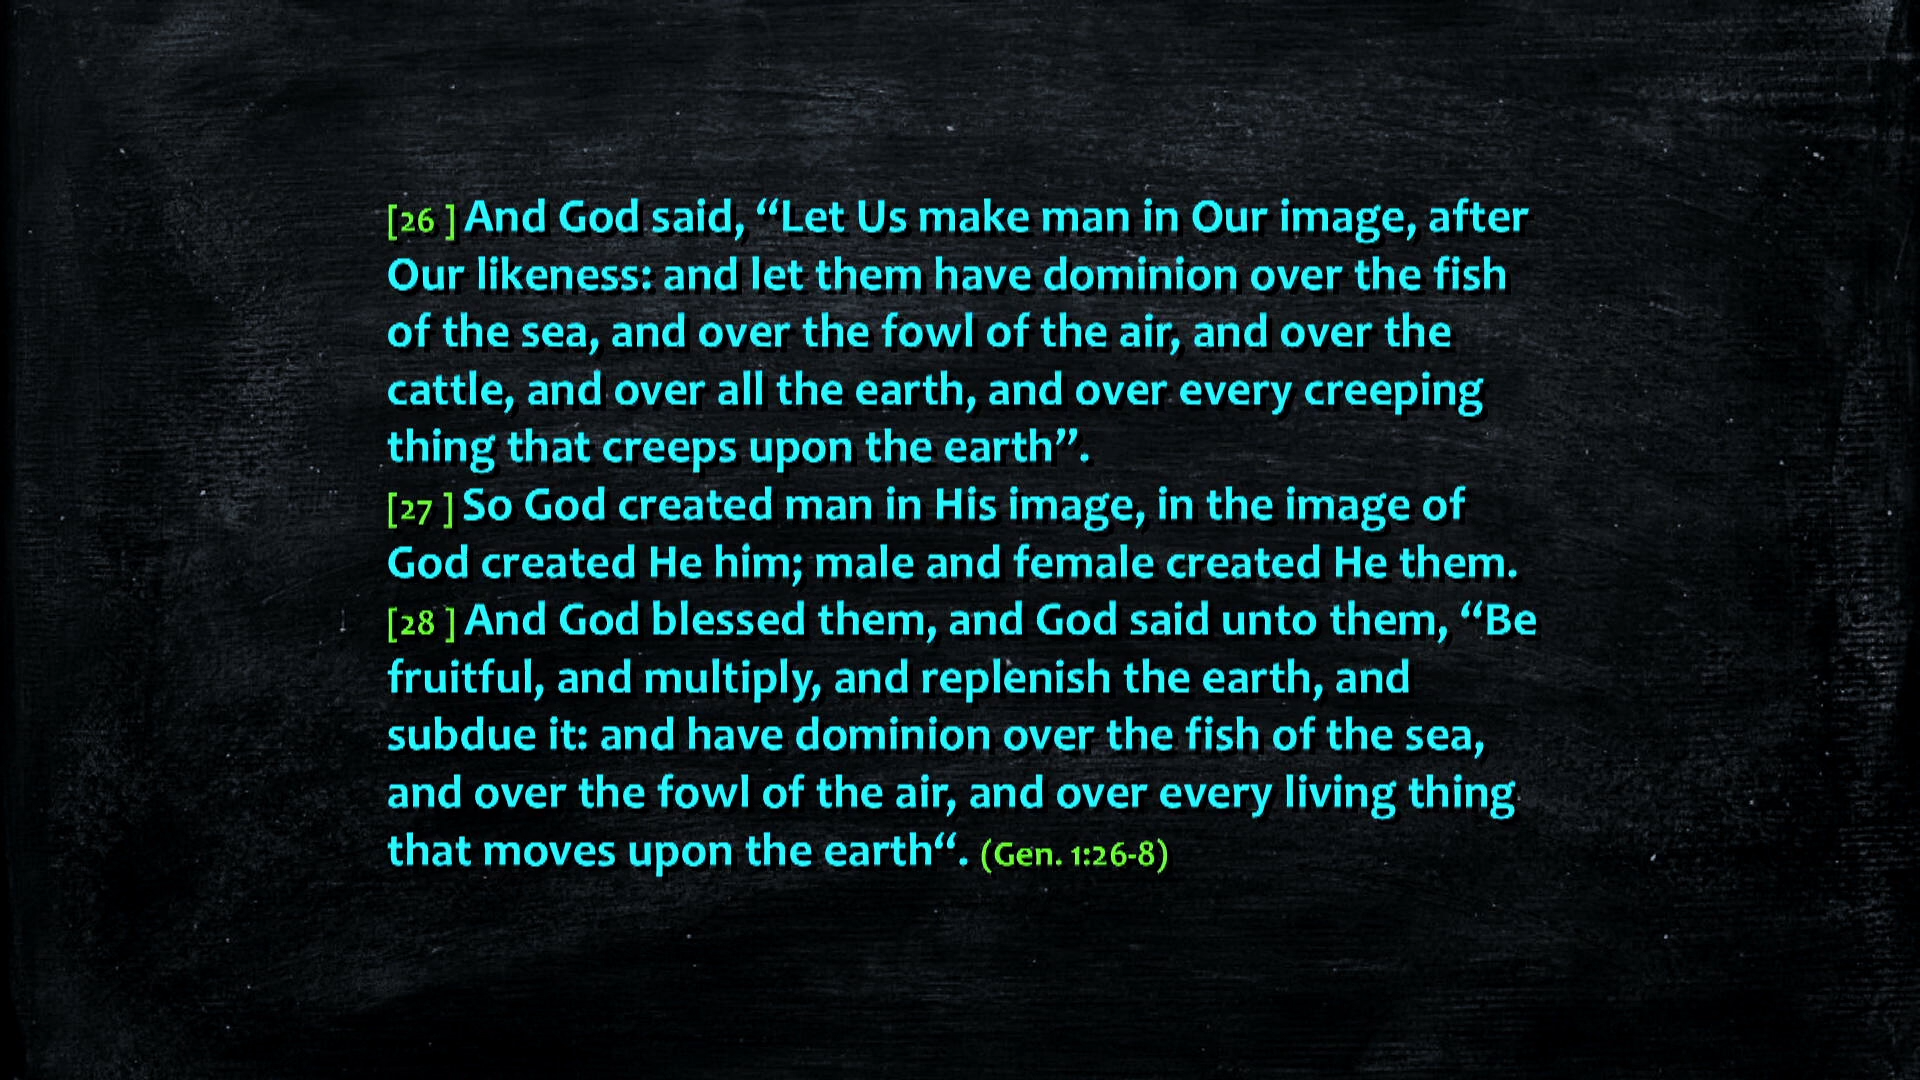 [26 ] And God said, “Let Us make man in Our image, after
Our likeness: and let them have dominion over the fish
of the sea, and over the fowl of the air, and over the
cattle, and over all the earth, and over every creeping
thing that creeps upon the earth”.
[27 ] So God created man in His image, in the image of
God created He him; male and female created He them.
[28 ] And God blessed them, and God said unto them, “Be
fruitful, and multiply, and replenish the earth, and
subdue it: and have dominion over the fish of the sea,
and over the fowl of the air, and over every living thing
that moves upon the earth“. (Gen. 1:26-8)